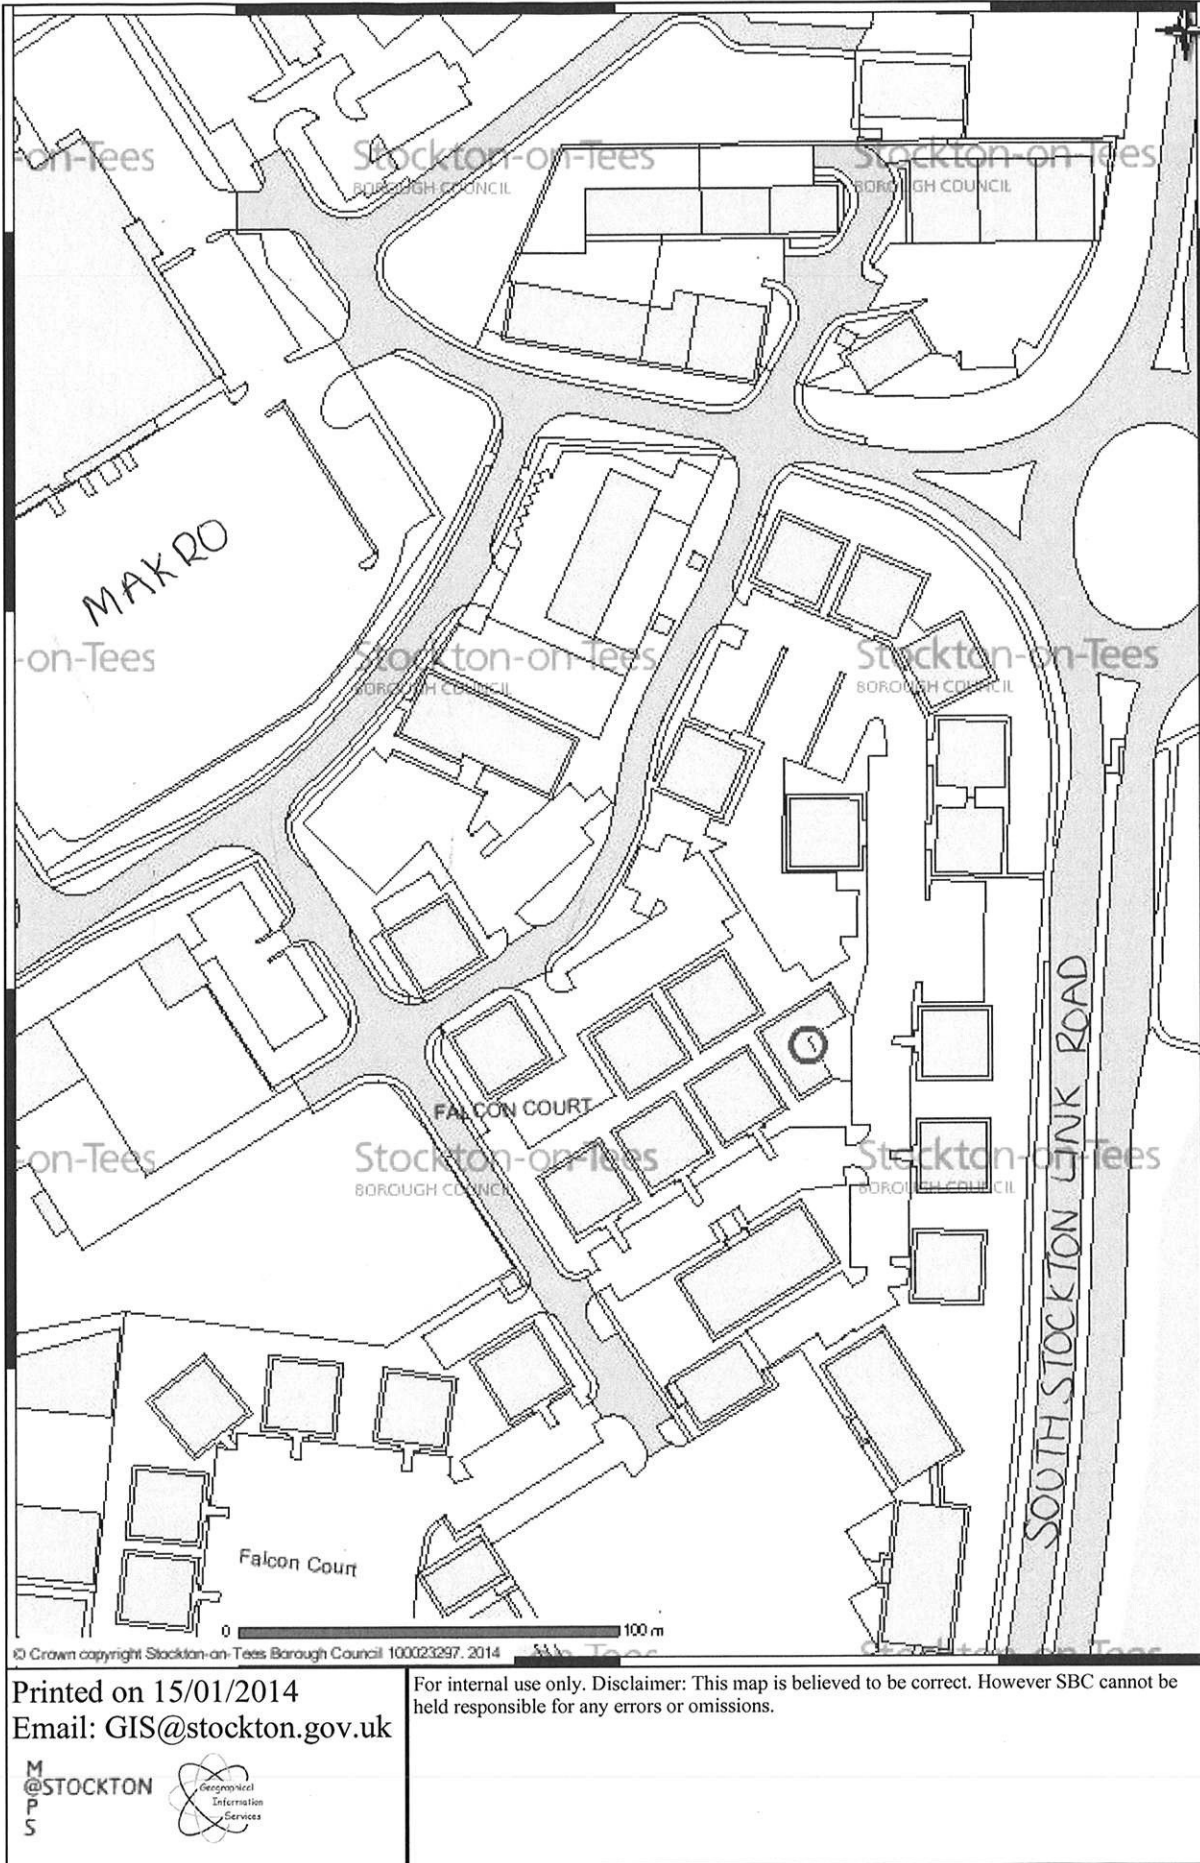 -on-Tees
Stockton-on-Tees
BOROUGH COUNCIL
Stockton-on-Tees
BOROUGH COUNCIL
MAKRO
-on-Tees
Stockton-on-Tees
BOROUGH COUNCIL
Stockton-on-Tees
BOROUGH COUNCIL
SOUTH STOCKTON LINK ROAD
FALCON COURT
-on-Tees
Stockton-on-Tees
BOROUGH COUNCIL
Stockton-on-Tees
BOROUGH COUNCIL
Falcon Court
0 100 m
© Crown copyright Stockton-on-Tees Borough Council 100023297. 2014
Printed on 15/01/2014
Email: GIS@stockton.gov.uk
M@PS
@STOCKTON
Geographical
Information
Services
For internal use only. Disclaimer: This map is believed to be correct. However SBC cannot be
held responsible for any errors or omissions.